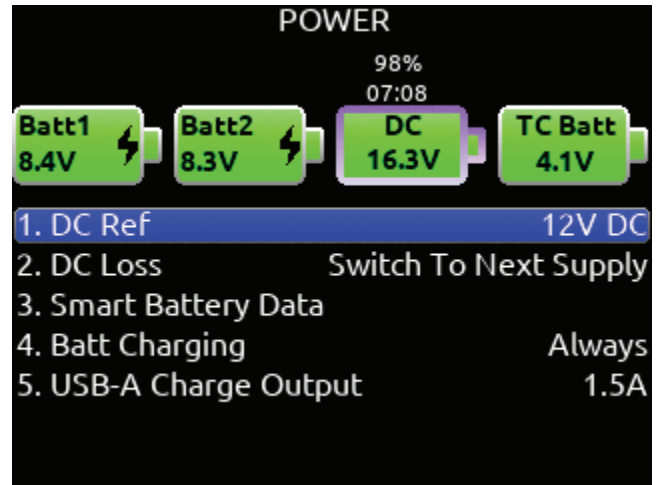 POWER
98%
07:08
Batt1 Batt2 DC TC Batt
8.4V 8.3V 16.3V 4.1V
1. DC Ref 12V DC
2. DC Loss Switch To Next Supply
3. Smart Battery Data
4. Batt Charging Always
5. USB-A Charge Output 1.5A